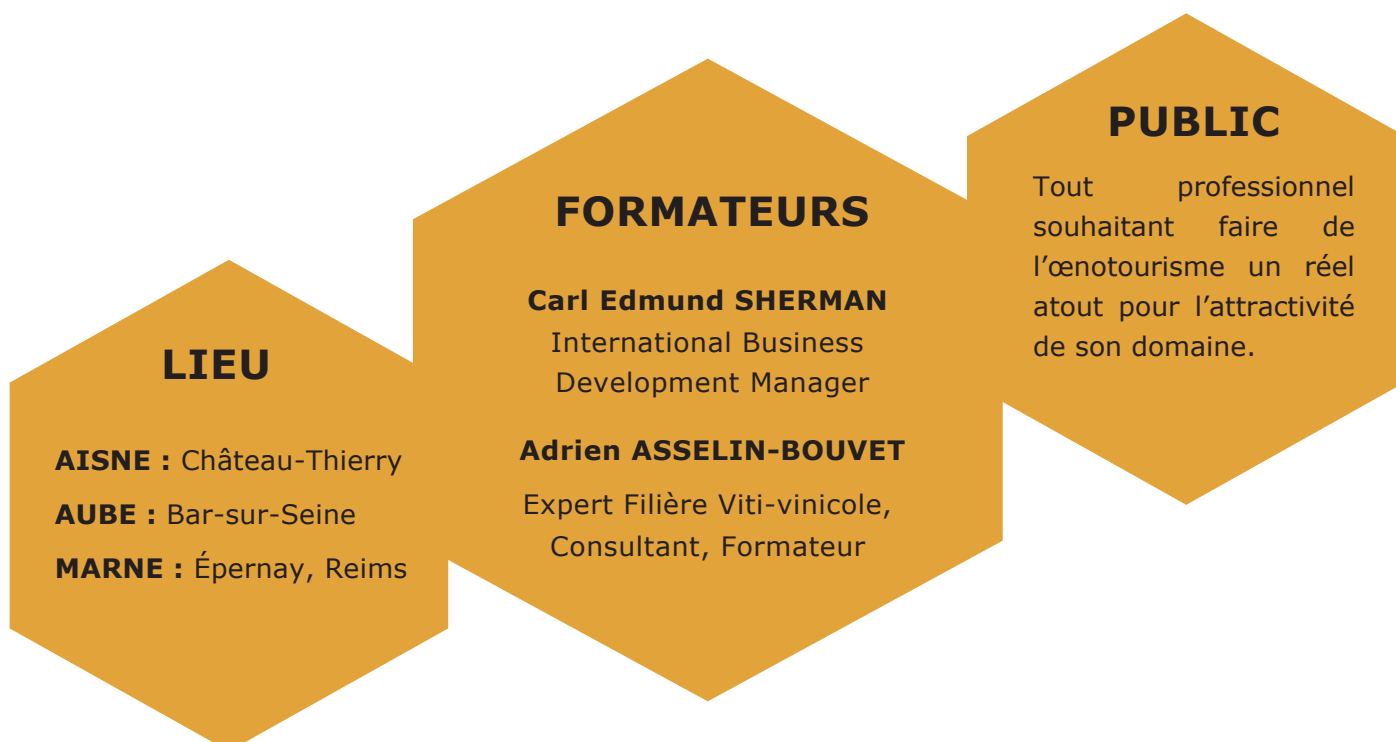 LIEU
AISNE : Château-Thierry
AUBE : Bar-sur-Seine
MARNE : Épernay, Reims
FORMATEURS
Carl Edmund SHERMAN
International Business
Development Manager
Adrien ASSELIN-BOUVET
Expert Filière Viti-vinicole,
Consultant, Formateur
PUBLIC
Tout professionnel
souhaitant faire de
l’œnotourisme un réel
atout pour l’attractivité
de son domaine.